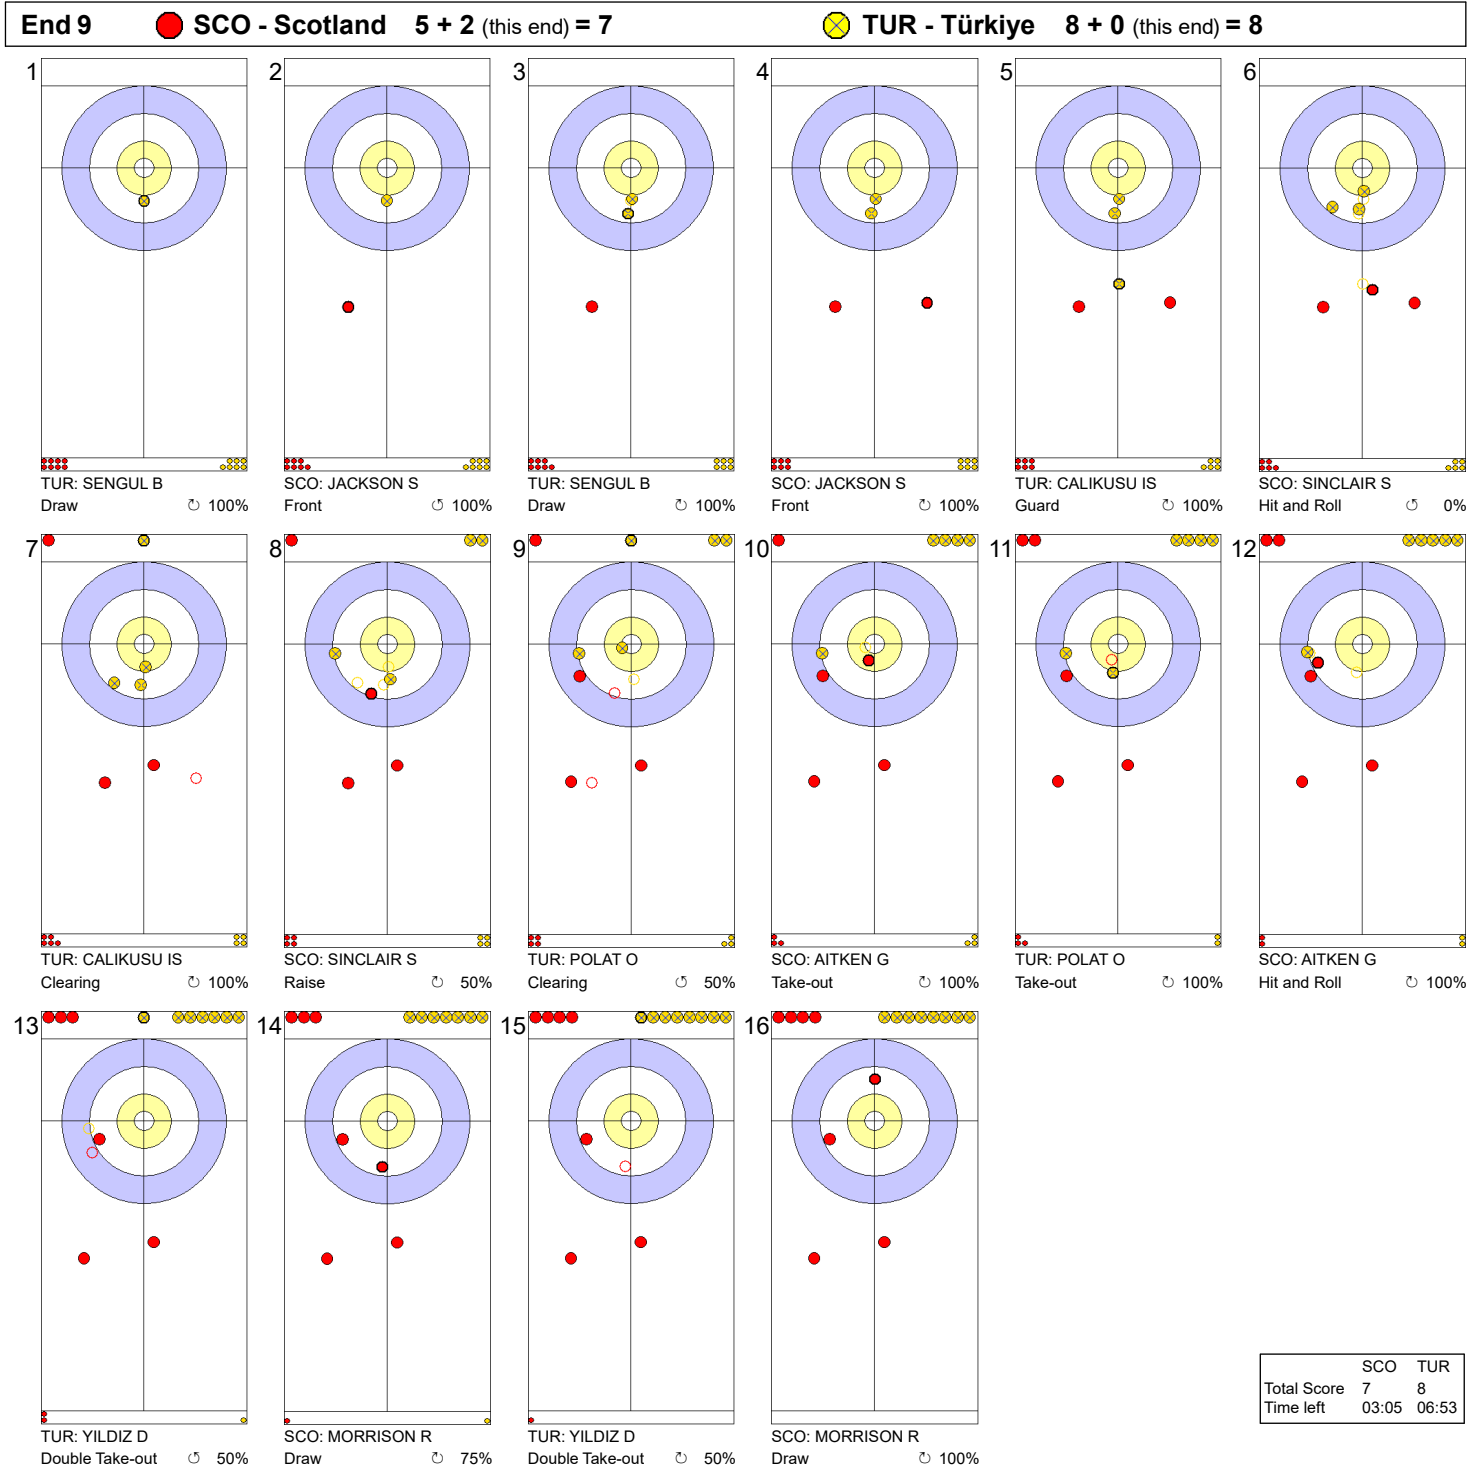 End 9 SCO - Scotland 5 + 2 (this end) = 7 TUR - Türkiye 8 + 0 (this end) = 8
1 2 3 4 5 6
TUR: SENGUL B SCO: JACKSON S TUR: SENGUL B SCO: JACKSON S TUR: CALIKUSU IS SCO: SINCLAIR S
Draw ↻ 100% Front ↺ 100% Draw ↻ 100% Front ↺ 100% Guard ↻ 100% Hit and Roll ↺ 0%
7 8 9 10 11 12
TUR: CALIKUSU IS SCO: SINCLAIR S TUR: POLAT O SCO: AITKEN G TUR: POLAT O SCO: AITKEN G
Clearing ↻ 100% Raise ↻ 50% Clearing ↺ 50% Take-out ↻ 100% Take-out ↻ 100% Hit and Roll ↻ 100%
13 14 15 16
TUR: YILDIZ D SCO: MORRISON R TUR: YILDIZ D SCO: MORRISON R
Double Take-out ↺ 50% Draw ↻ 75% Double Take-out ↻ 50% Draw ↻ 100%
SCO TUR
Total Score 7 8
Time left 03:05 06:53